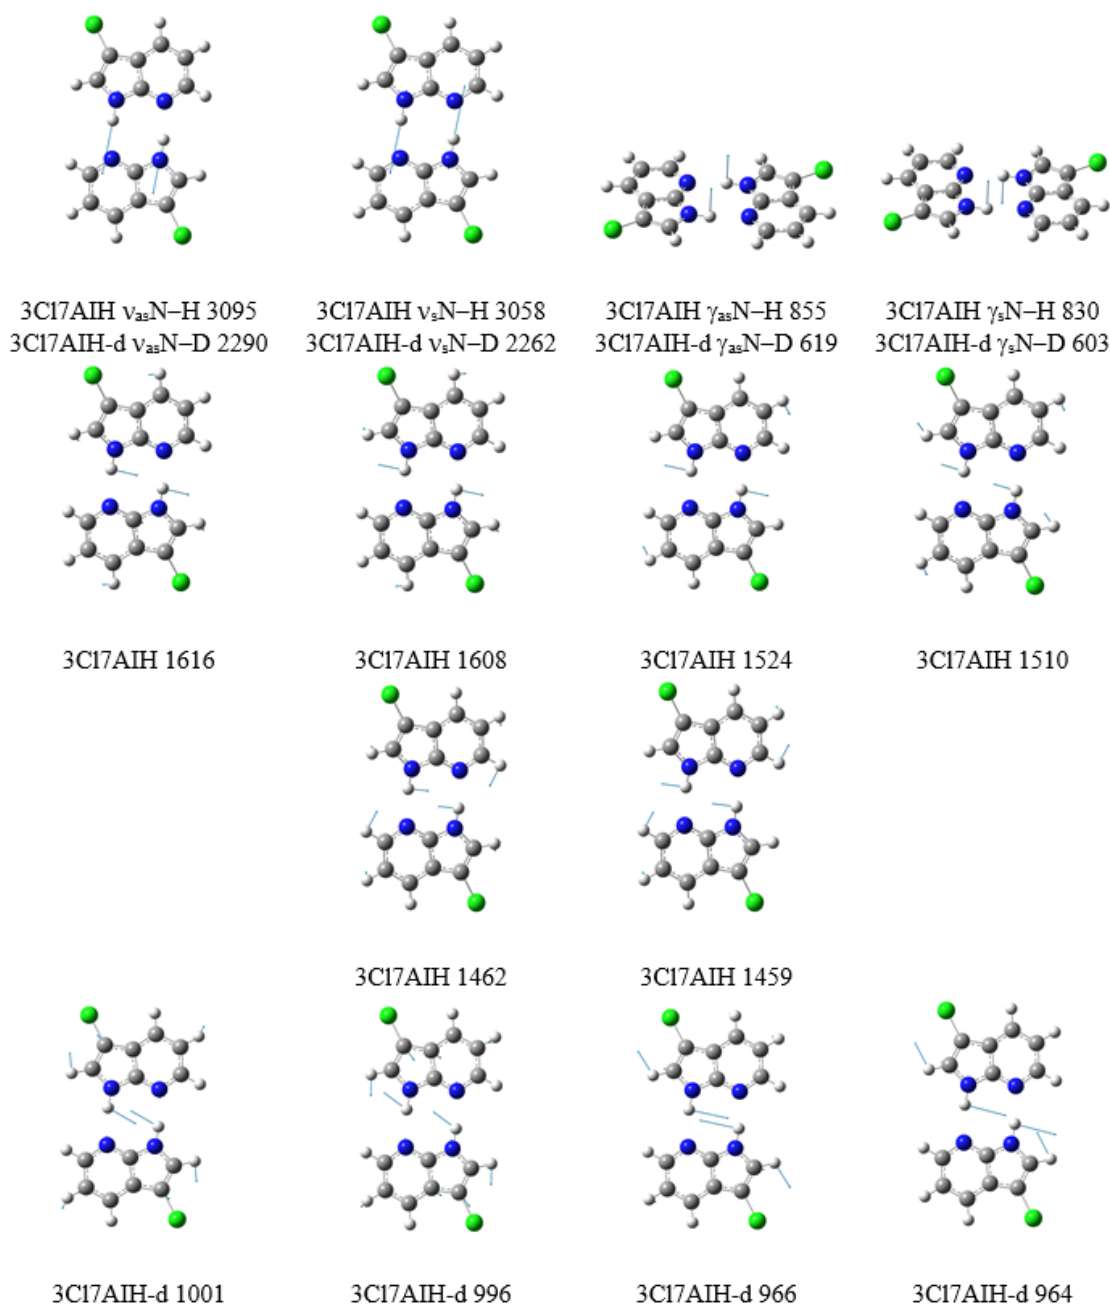 3Cl7AIH νasN–H 3095 3Cl7AIH νsN–H 3058 3Cl7AIH γasN–H 855 3Cl7AIH γsN–H 830
3Cl7AIH-d νasN–D 2290 3Cl7AIH-d νsN–D 2262 3Cl7AIH-d γasN–D 619 3Cl7AIH-d γsN–D 603
3Cl7AIH 1616 3Cl7AIH 1608 3Cl7AIH 1524 3Cl7AIH 1510
3Cl7AIH 1462 3Cl7AIH 1459
3Cl7AIH-d 1001 3Cl7AIH-d 996 3Cl7AIH-d 966 3Cl7AIH-d 964